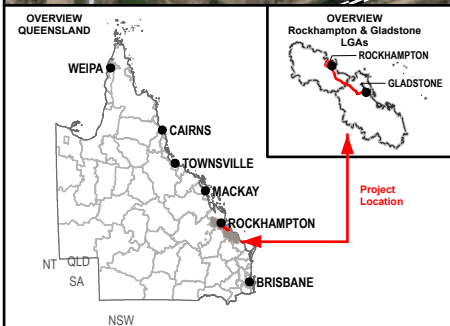 OVERVIEW
QUEENSLAND
WEIPA
CAIRNS
TOWNSVILLE
MACKAY
ROCKHAMPTON
BRISBANE
NT
QLD
SA
NSW
OVERVIEW
Rockhampton & Gladstone
LGAs
ROCKHAMPTON
GLADSTONE
Project
Location